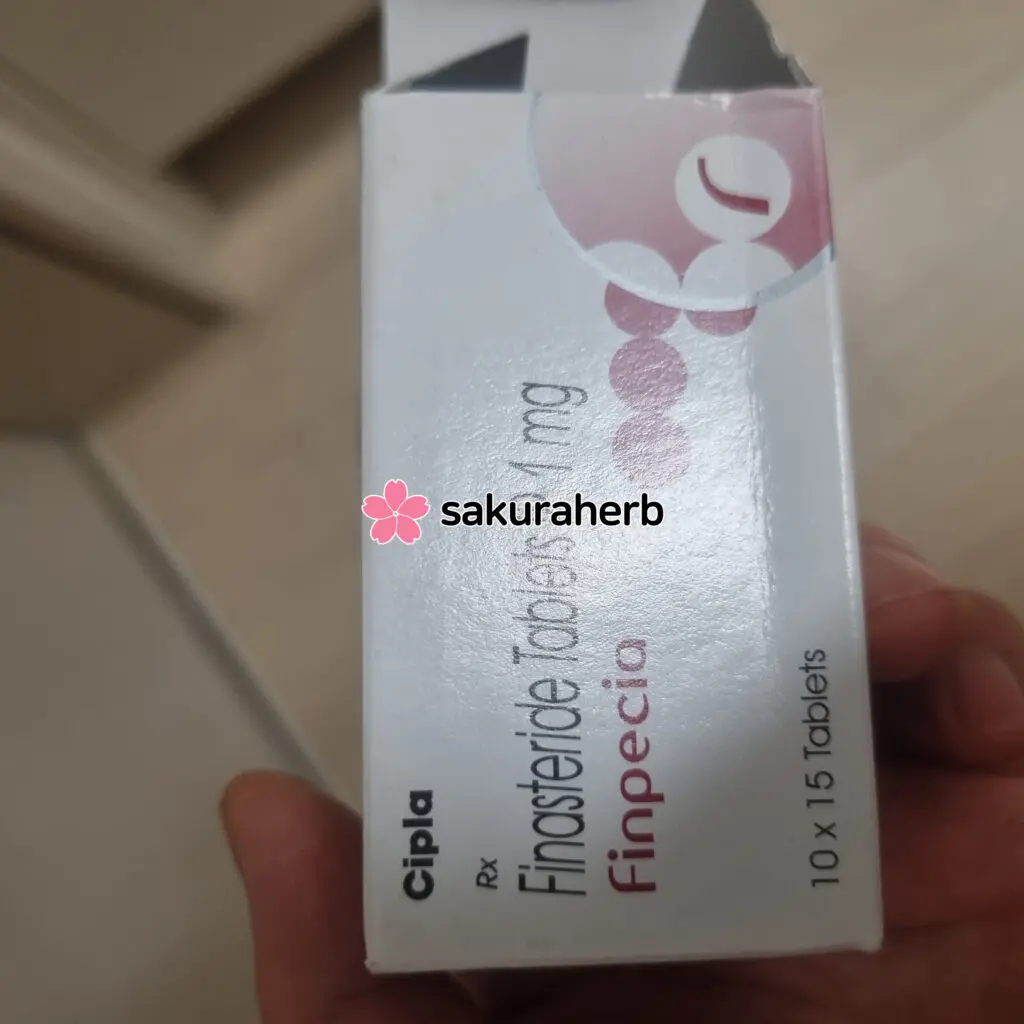 Cipla
Rx
Finasteride Tablets 1 mg
Finpecia
10 x 15 Tablets
sakuraherb